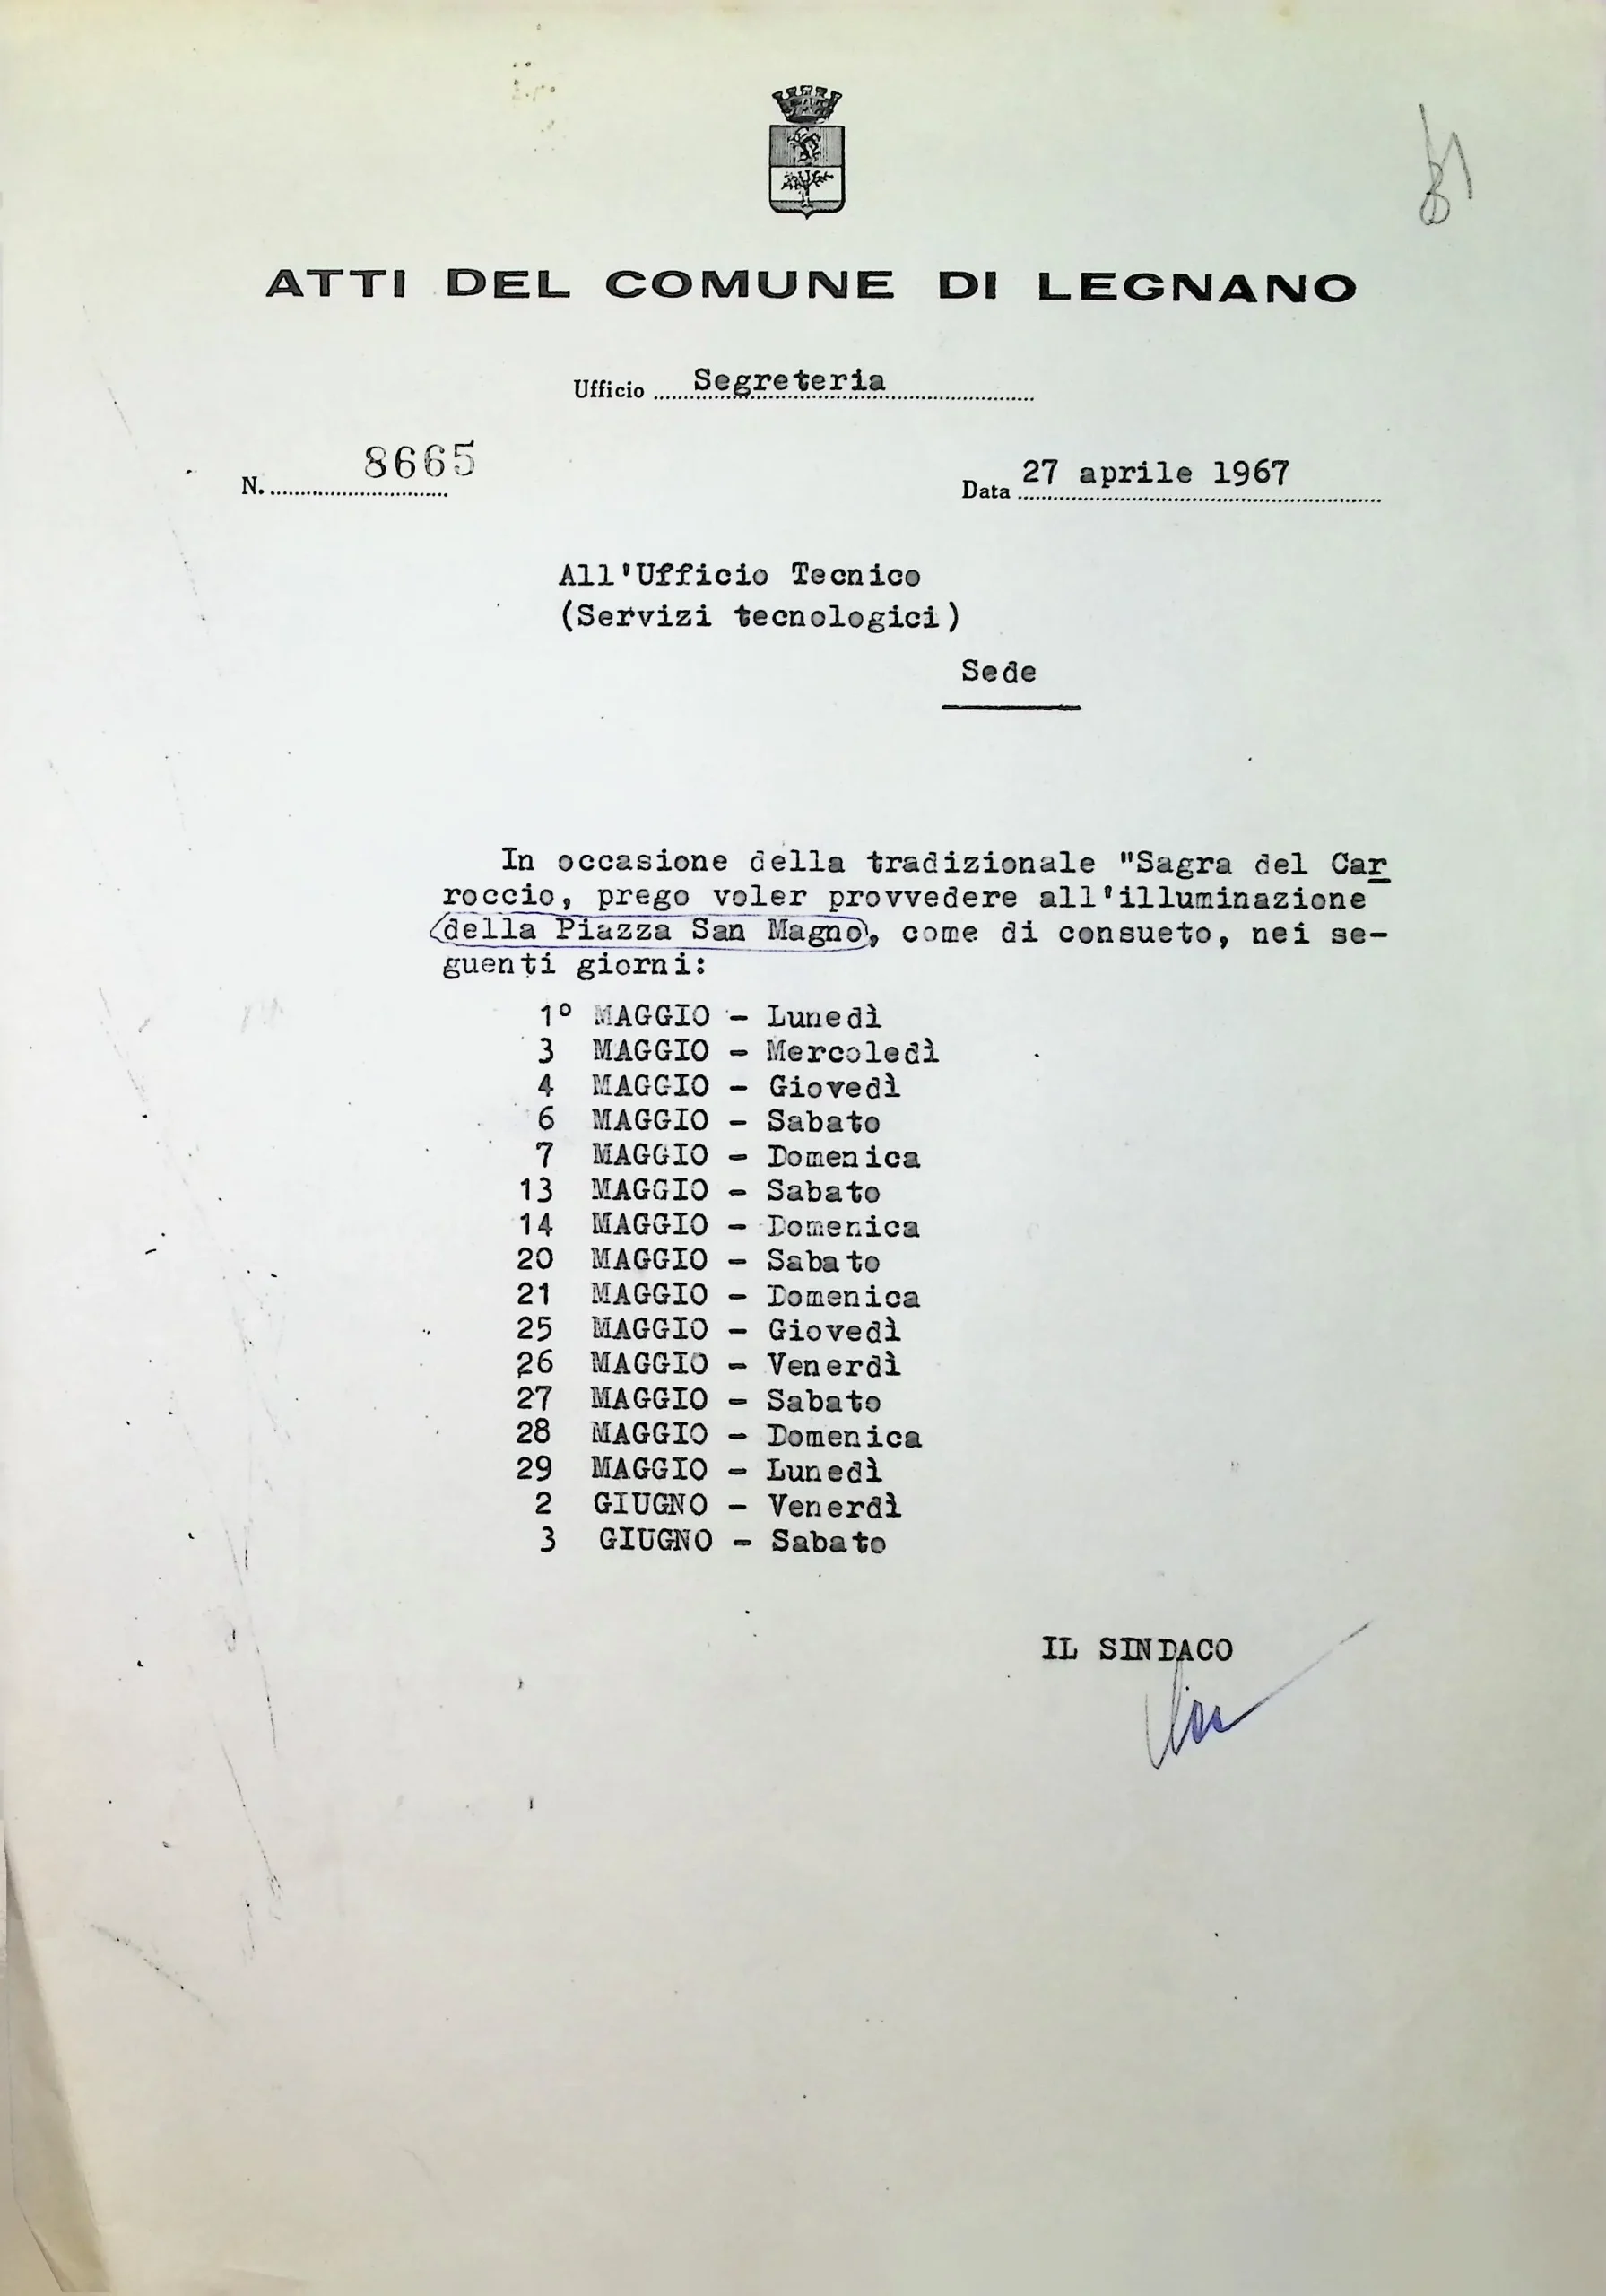 ATTI DEL COMUNE DI LEGNANO
Ufficio Segreteria
N. 8665
Data 27 aprile 1967
All'Ufficio Tecnico
(Servizi tecnologici)
Sede
In occasione della tradizionale "Sagra del Car
roccio, prego voler provvedere all'illuminazione
della Piazza San Magno, come di consueto, nei se-
guenti giorni:
1° MAGGIO - Lunedì
3 MAGGIO - Mercoledì
4 MAGGIO - Giovedì
6 MAGGIO - Sabato
7 MAGGIO - Domenica
13 MAGGIO - Sabato
14 MAGGIO - Domenica
20 MAGGIO - Sabato
21 MAGGIO - Domenica
25 MAGGIO - Giovedì
26 MAGGIO - Venerdì
27 MAGGIO - Sabato
28 MAGGIO - Domenica
29 MAGGIO - Lunedì
2 GIUGNO - Venerdì
3 GIUGNO - Sabato
IL SINDACO